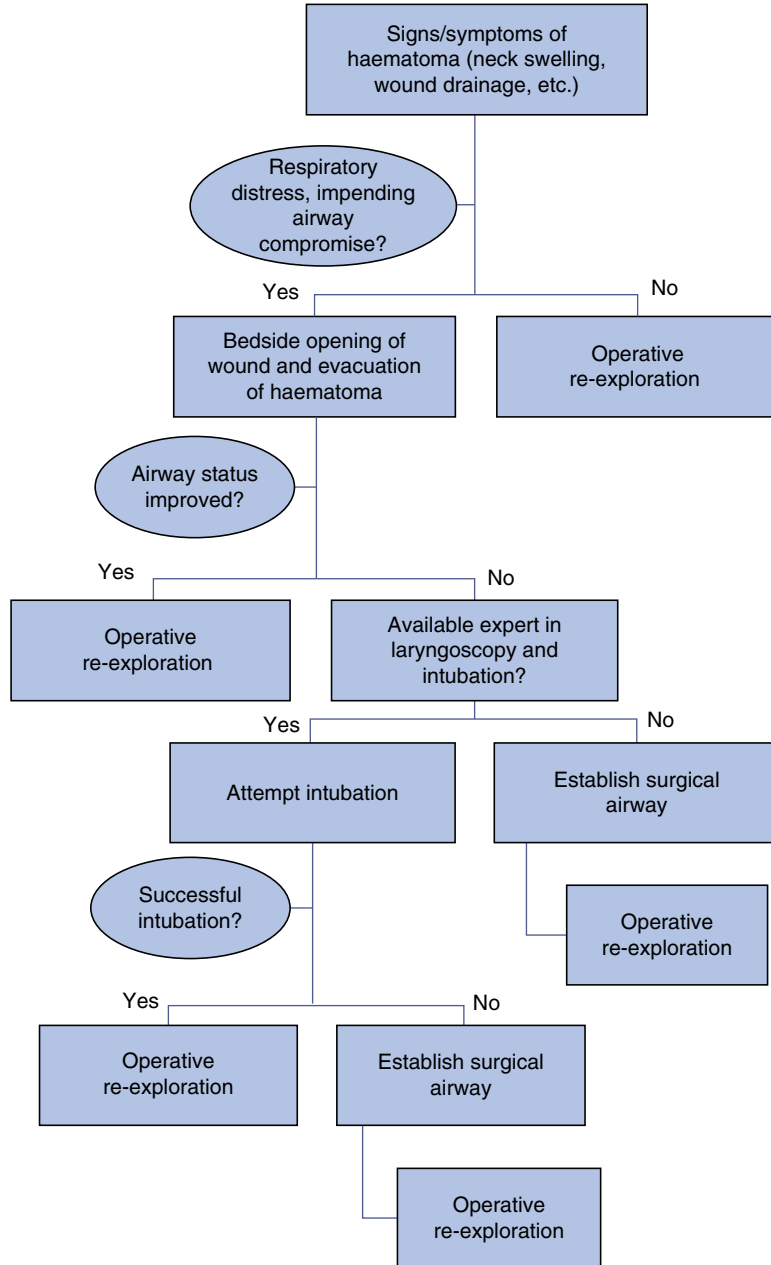 Signs/symptoms of
haematoma (neck swelling,
wound drainage, etc.)
Respiratory
distress, impending
airway
compromise?
Yes
No
Bedside opening of
wound and evacuation
of haematoma
Operative
re-exploration
Airway status
improved?
Yes
No
Operative
re-exploration
Available expert in
laryngoscopy and
intubation?
Yes
No
Attempt intubation
Establish surgical
airway
Successful
intubation?
Operative
re-exploration
Yes
No
Operative
re-exploration
Establish surgical
airway
Operative
re-exploration